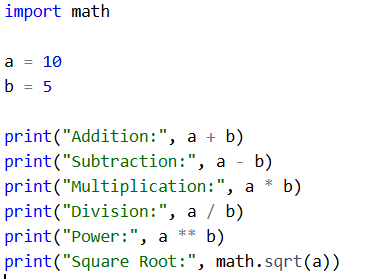 import math
a = 10
b = 5
print("Addition:", a + b)
print("Subtraction:", a - b)
print("Multiplication:", a * b)
print("Division:", a / b)
print("Power:", a ** b)
print("Square Root:", math.sqrt(a))